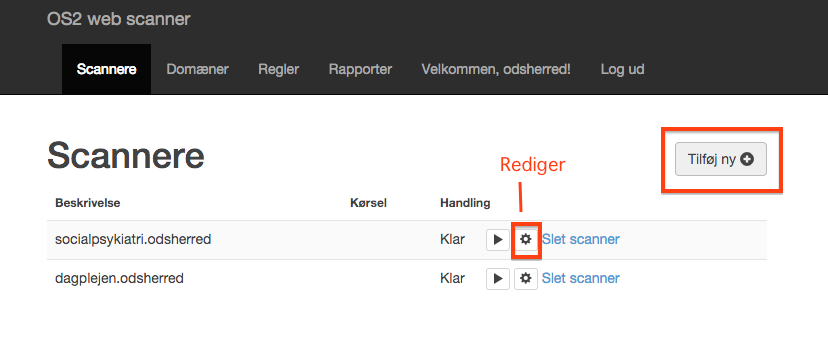 OS2 web scanner
Scannere Domæner Regler Rapporter Velkommen, odsherred! Log ud
Scannere
Tilføj ny
Rediger
Beskrivelse Kørsel Handling
socialpsykiatri.odsherred Klar Slet scanner
dagplejen.odsherred Klar Slet scanner